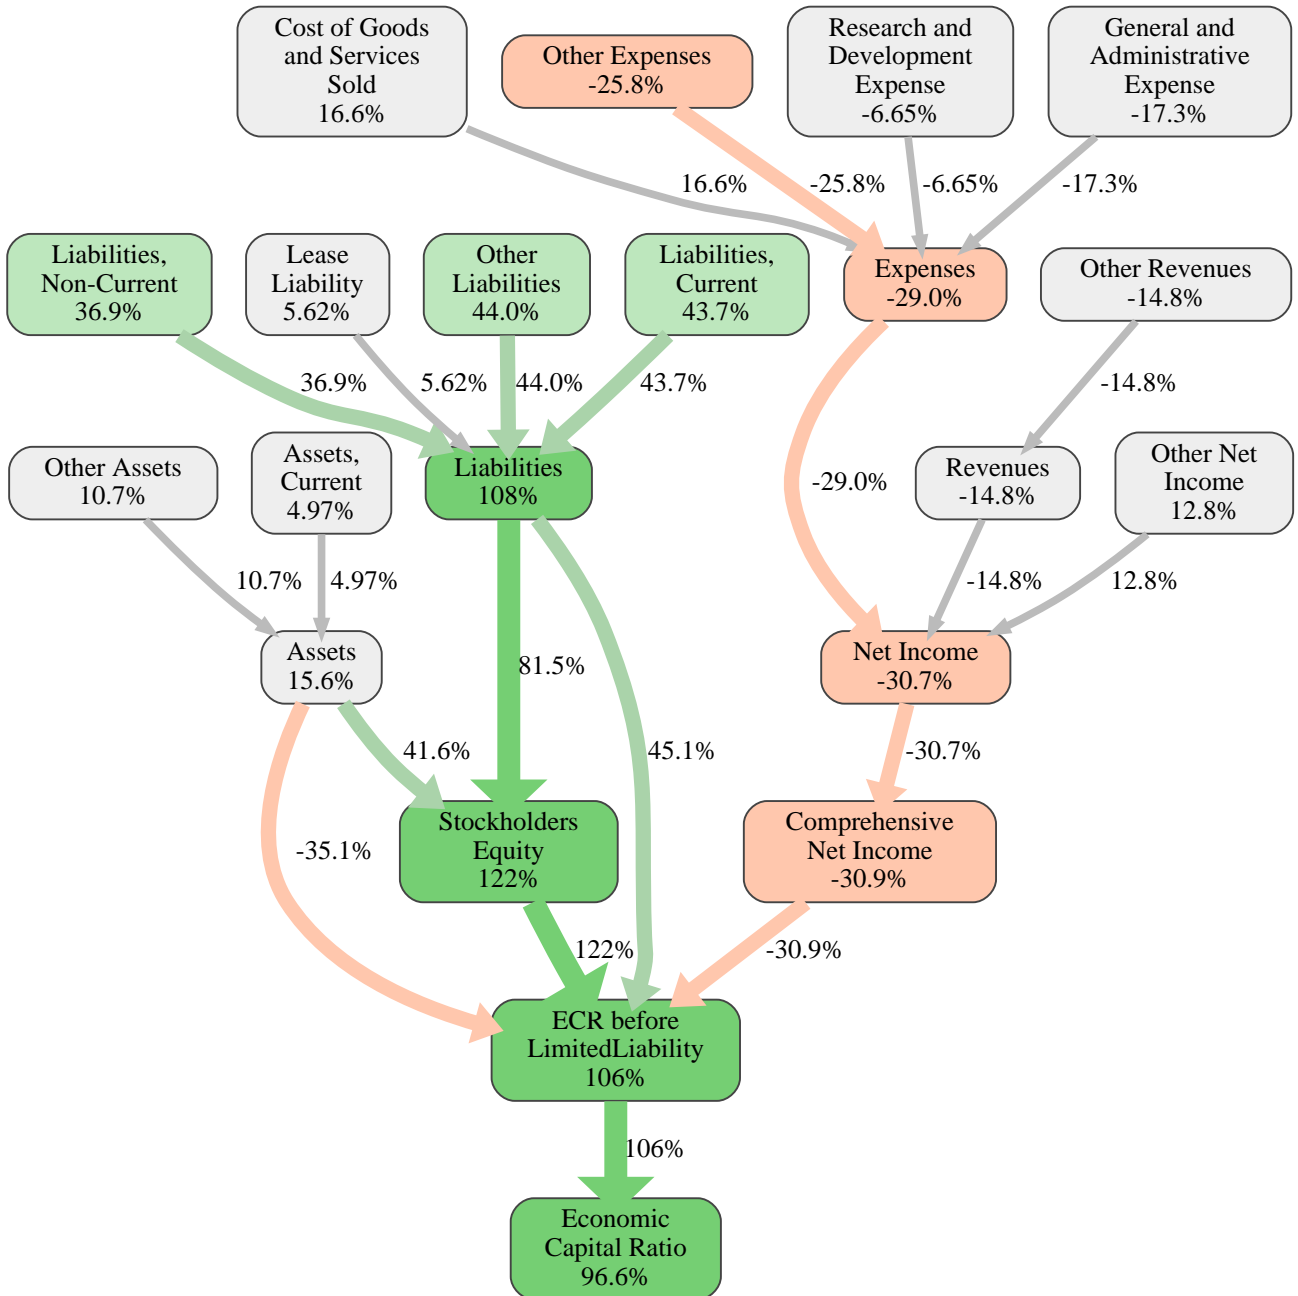 Cost of Goods
and Services
Sold
16.6%
Other Expenses
-25.8%
Research and
Development
Expense
-6.65%
General and
Administrative
Expense
-17.3%
16.6%
-25.8%
-6.65%
-17.3%
Liabilities,
Non-Current
36.9%
Lease
Liability
5.62%
Other
Liabilities
44.0%
Liabilities,
Current
43.7%
Expenses
-29.0%
Other Revenues
-14.8%
36.9%
5.62%
44.0%
43.7%
-14.8%
Other Assets
10.7%
Assets,
Current
4.97%
Liabilities
108%
-29.0%
Revenues
-14.8%
Other Net
Income
12.8%
10.7%
4.97%
-14.8%
12.8%
Assets
15.6%
81.5%
Net Income
-30.7%
41.6%
45.1%
-30.7%
Stockholders
Equity
122%
-35.1%
Comprehensive
Net Income
-30.9%
122%
-30.9%
ECR before
LimitedLiability
106%
106%
Economic
Capital Ratio
96.6%